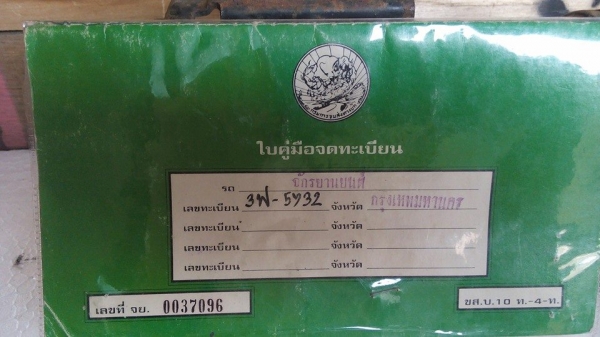 ใบคู่มือจดทะเบียน
รถ จักรยานยนต์
เลขทะเบียน 3ฟ-5732 จังหวัด กรุงเทพมหานคร
เลขทะเบียน จังหวัด
เลขทะเบียน จังหวัด
เลขทะเบียน จังหวัด
เลขที่ จย. 0037096
ขส.บ.10 ท.-4-ท.